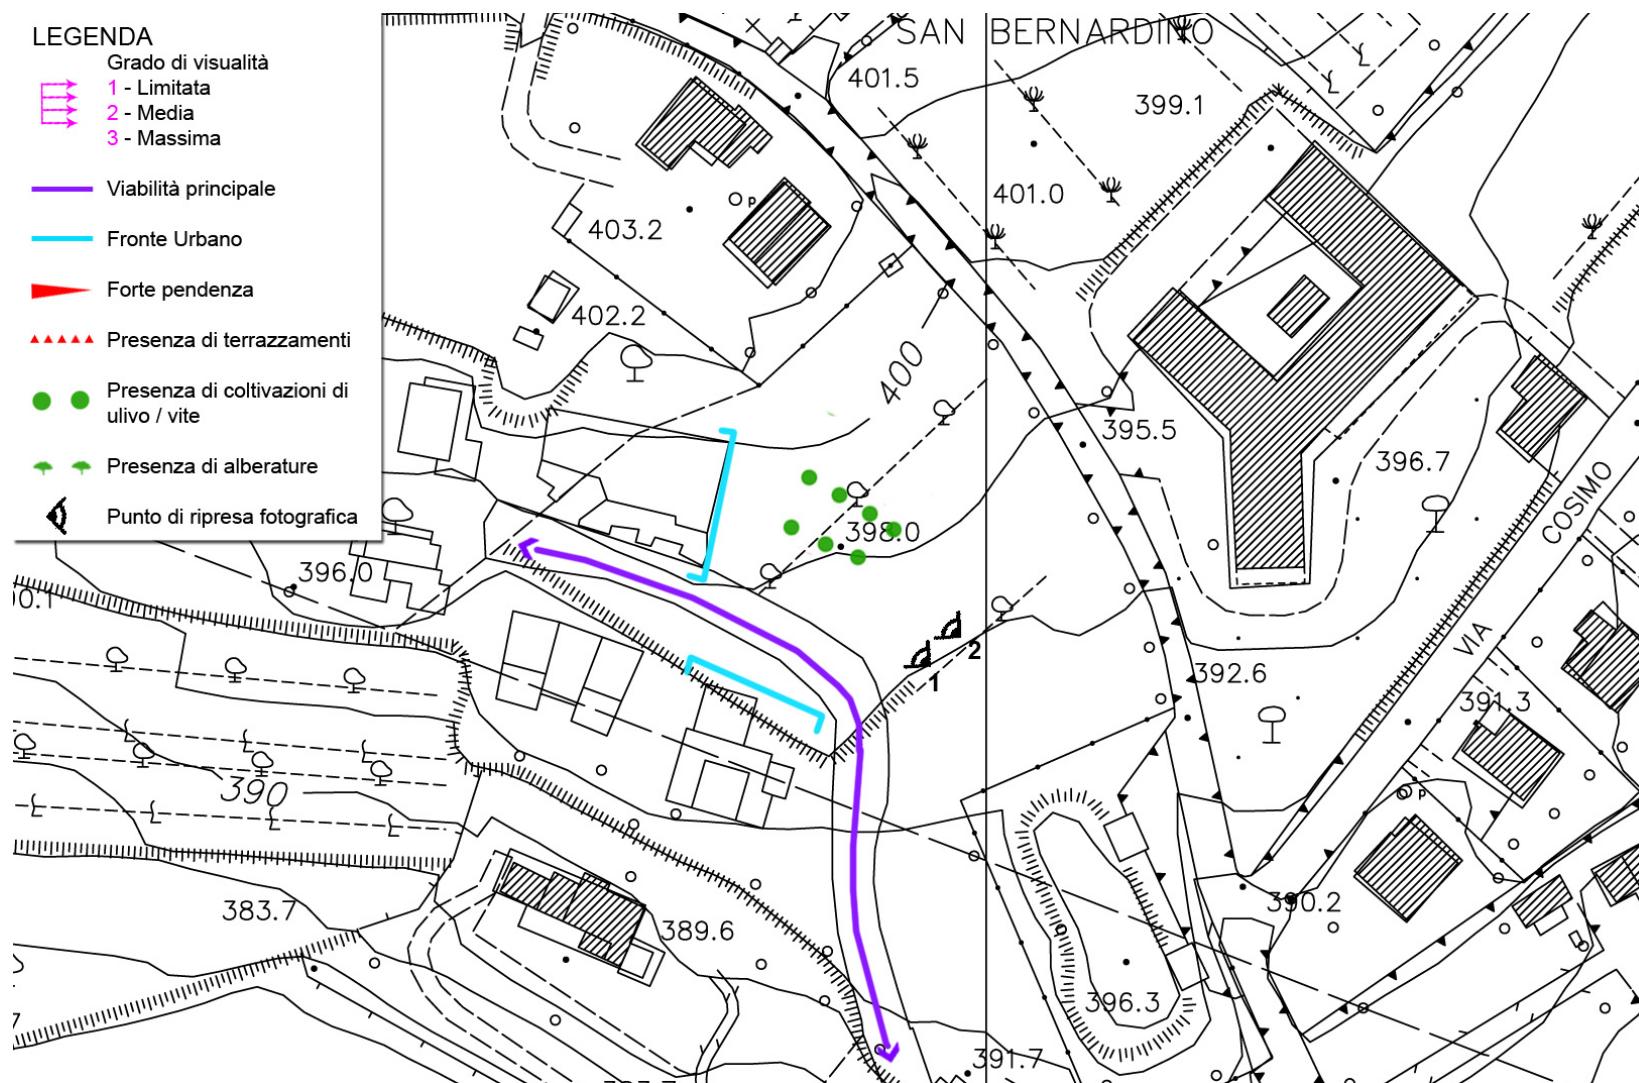 LEGENDA
Grado di visualità
1 - Limitata
2 - Media
3 - Massima
Viabilità principale
Fronte Urbano
Forte pendenza
Presenza di terrazzamenti
Presenza di coltivazioni di
ulivo / vite
Presenza di alberature
Punto di ripresa fotografica
SAN BERNARDINO
401.5
399.1
401.0
p
403.2
402.2
400
395.5
396.7
COSIMO
398.0
396.0
VIA
2
1
392.6
391.3
390
p
383.7
389.6
390.2
396.3
391.7